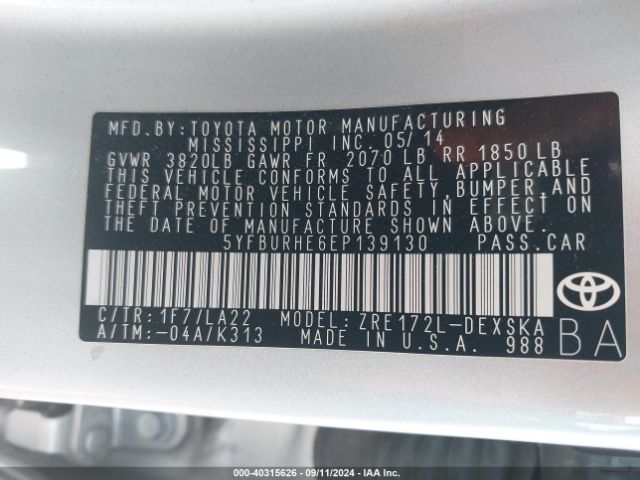 MFD.BY:TOYOTA MOTOR MANUFACTURING
MISSISSIPPI INC. 05/14
GVWR 3820LB GAWR FR 2070 LB RR 1850LB
THIS VEHICLE CONFORMS TO ALL APPLICABLE
FEDERAL MOTOR VEHICLE SAFETY, BUMPER,AND
THEFT PREVENTION STANDARDS IN EFFECT ON
THE DATE OF MANUFACTURE SHOWN ABOVE.
5YFBURHE6EP139130 PASS.CAR
C/TR:1F7/LA22 MODEL:ZRE172L-DEXSKA
A/TM:-04A/K313 MADE IN U.S.A. 988
BA
TOYOTA
000-40315626 - 09/11/2024 - IAA Inc.